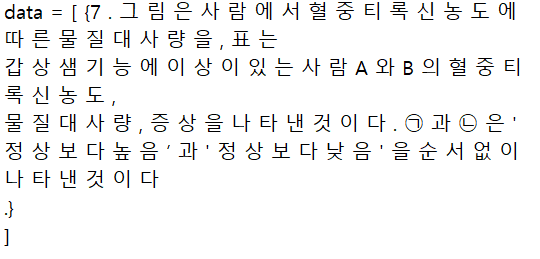 data = [ {7 . 그 림 은 사 람 에 서 혈 중 티 록 신 농 도 에
따 른 물 질 대 사 량 을 , 표 는
갑 상 샘 기 능 에 이 상 이 있 는 사 람 A 와 B 의 혈 중 티
록 신 농 도 ,
물 질 대 사 량 , 증 상 을 나 타 낸 것 이 다 . ㉠ 과 ㉡ 은 '
정 상 보 다 높 음 ’ 과 ' 정 상 보 다 낮 음 ' 을 순 서 없 이
나 타 낸 것 이 다
.}
]